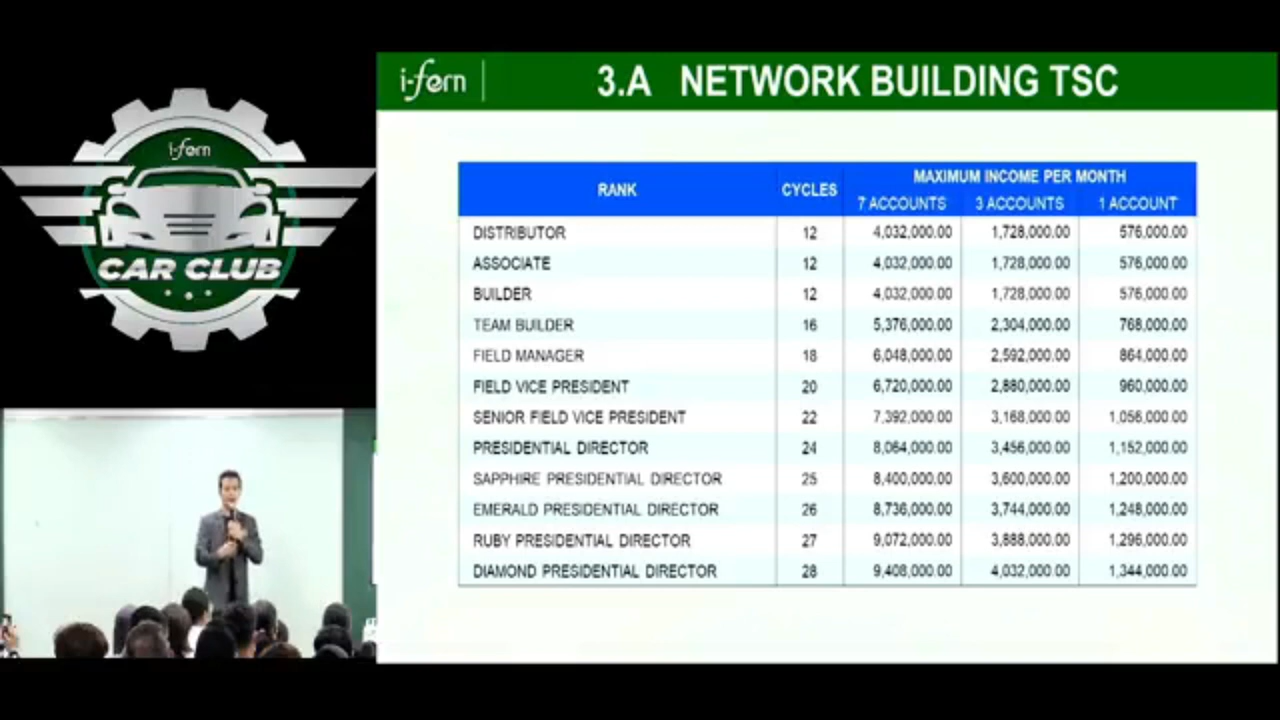 i-fern
CAR CLUB
i-fern
3.A NETWORK BUILDING TSC
RANK CYCLES MAXIMUM INCOME PER MONTH
7 ACCOUNTS 3 ACCOUNTS 1 ACCOUNT
DISTRIBUTOR 12 4,032,000.00 1,728,000.00 576,000.00
ASSOCIATE 12 4,032,000.00 1,728,000.00 576,000.00
BUILDER 12 4,032,000.00 1,728,000.00 576,000.00
TEAM BUILDER 16 5,376,000.00 2,304,000.00 768,000.00
FIELD MANAGER 18 6,048,000.00 2,592,000.00 864,000.00
FIELD VICE PRESIDENT 20 6,720,000.00 2,880,000.00 960,000.00
SENIOR FIELD VICE PRESIDENT 22 7,392,000.00 3,168,000.00 1,056,000.00
PRESIDENTIAL DIRECTOR 24 8,064,000.00 3,456,000.00 1,152,000.00
SAPPHIRE PRESIDENTIAL DIRECTOR 25 8,400,000.00 3,600,000.00 1,200,000.00
EMERALD PRESIDENTIAL DIRECTOR 26 8,736,000.00 3,744,000.00 1,248,000.00
RUBY PRESIDENTIAL DIRECTOR 27 9,072,000.00 3,888,000.00 1,296,000.00
DIAMOND PRESIDENTIAL DIRECTOR 28 9,408,000.00 4,032,000.00 1,344,000.00